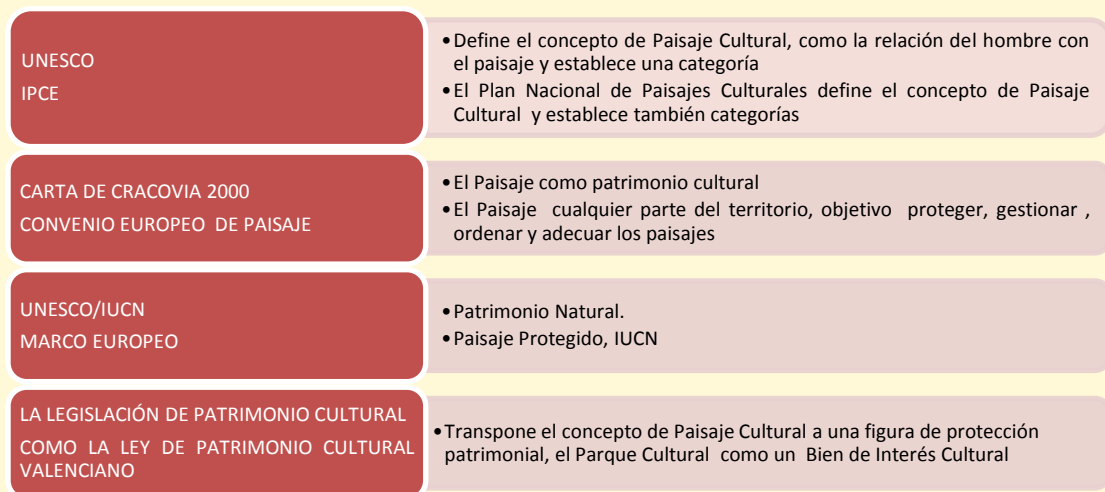 UNESCO
IPCE
•Define el concepto de Paisaje Cultural, como la relación del hombre con
el paisaje y establece una categoría
•El Plan Nacional de Paisajes Culturales define el concepto de Paisaje
Cultural y establece también categorías
CARTA DE CRACOVIA 2000
CONVENIO EUROPEO DE PAISAJE
•El Paisaje como patrimonio cultural
•El Paisaje cualquier parte del territorio, objetivo proteger, gestionar ,
ordenar y adecuar los paisajes
UNESCO/IUCN
MARCO EUROPEO
•Patrimonio Natural.
•Paisaje Protegido, IUCN
LA LEGISLACIÓN DE PATRIMONIO CULTURAL
COMO LA LEY DE PATRIMONIO CULTURAL
VALENCIANO
•Transpone el concepto de Paisaje Cultural a una figura de protección
patrimonial, el Parque Cultural como un Bien de Interés Cultural